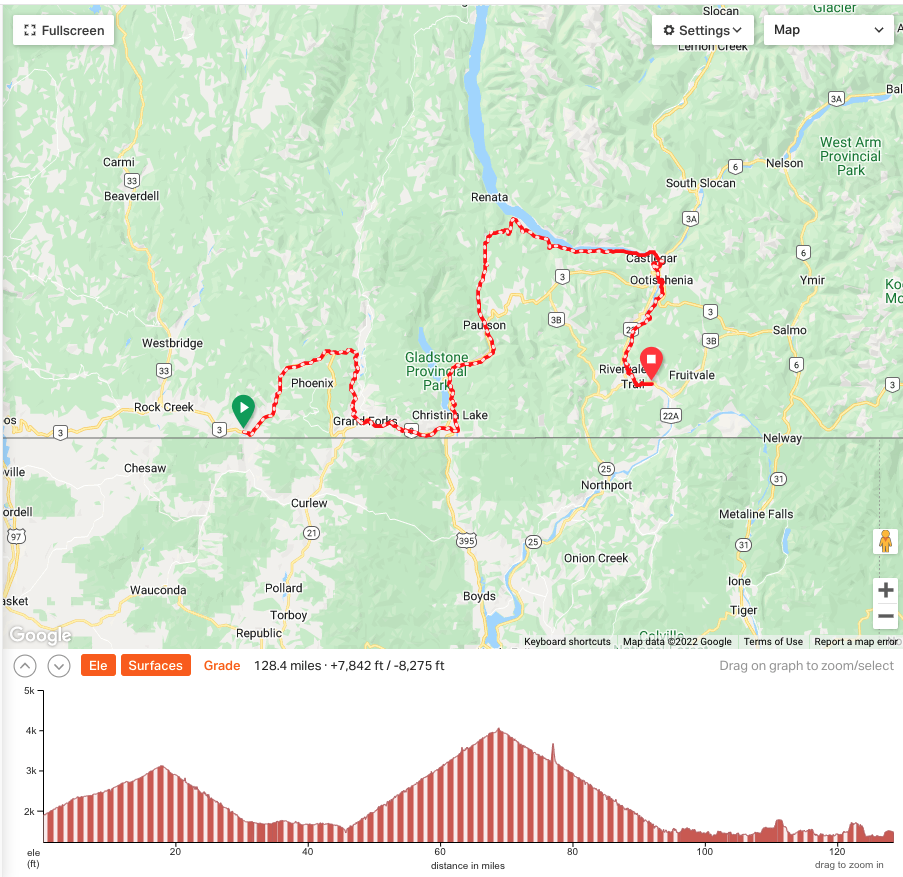 Slocan
Glacier
Fullscreen
Settings
Map
Lemon Creek
3A
Bal
Carmi
33
Beaverdell
6
Nelson
West Arm
Provincial
Park
South Slocan
Renata
3A
Castlegar
6
3
Ootischenia
Ymir
Ko
Mo
3
3B
Paulson
Salmo
22
3B
Westbridge
33
Gladstone
Provincial
Park
6
Rivervale
Fruitvale
Phoenix
Trail
3
Rock Creek
Christina Lake
22A
os
3
3
Grand Forks
Nelway
ville
Chesaw
25
Northport
31
Curlew
ordell
Metaline Falls
97
21
395
25
31
Onion Creek
Wauconda
Pollard
Boyds
Ione
asket
Torboy
Tiger
Republic
Google
Colville
Keyboard shortcuts
Map data ©2022 Google
Terms of Use
Report a map error
Ele
Surfaces
Grade
128.4 miles · +7,842 ft / -8,275 ft
Drag on graph to zoom/select
5k
4k
3k
2k
ele
(ft)
20
40
60
80
100
120
distance in miles
drag to zoom in